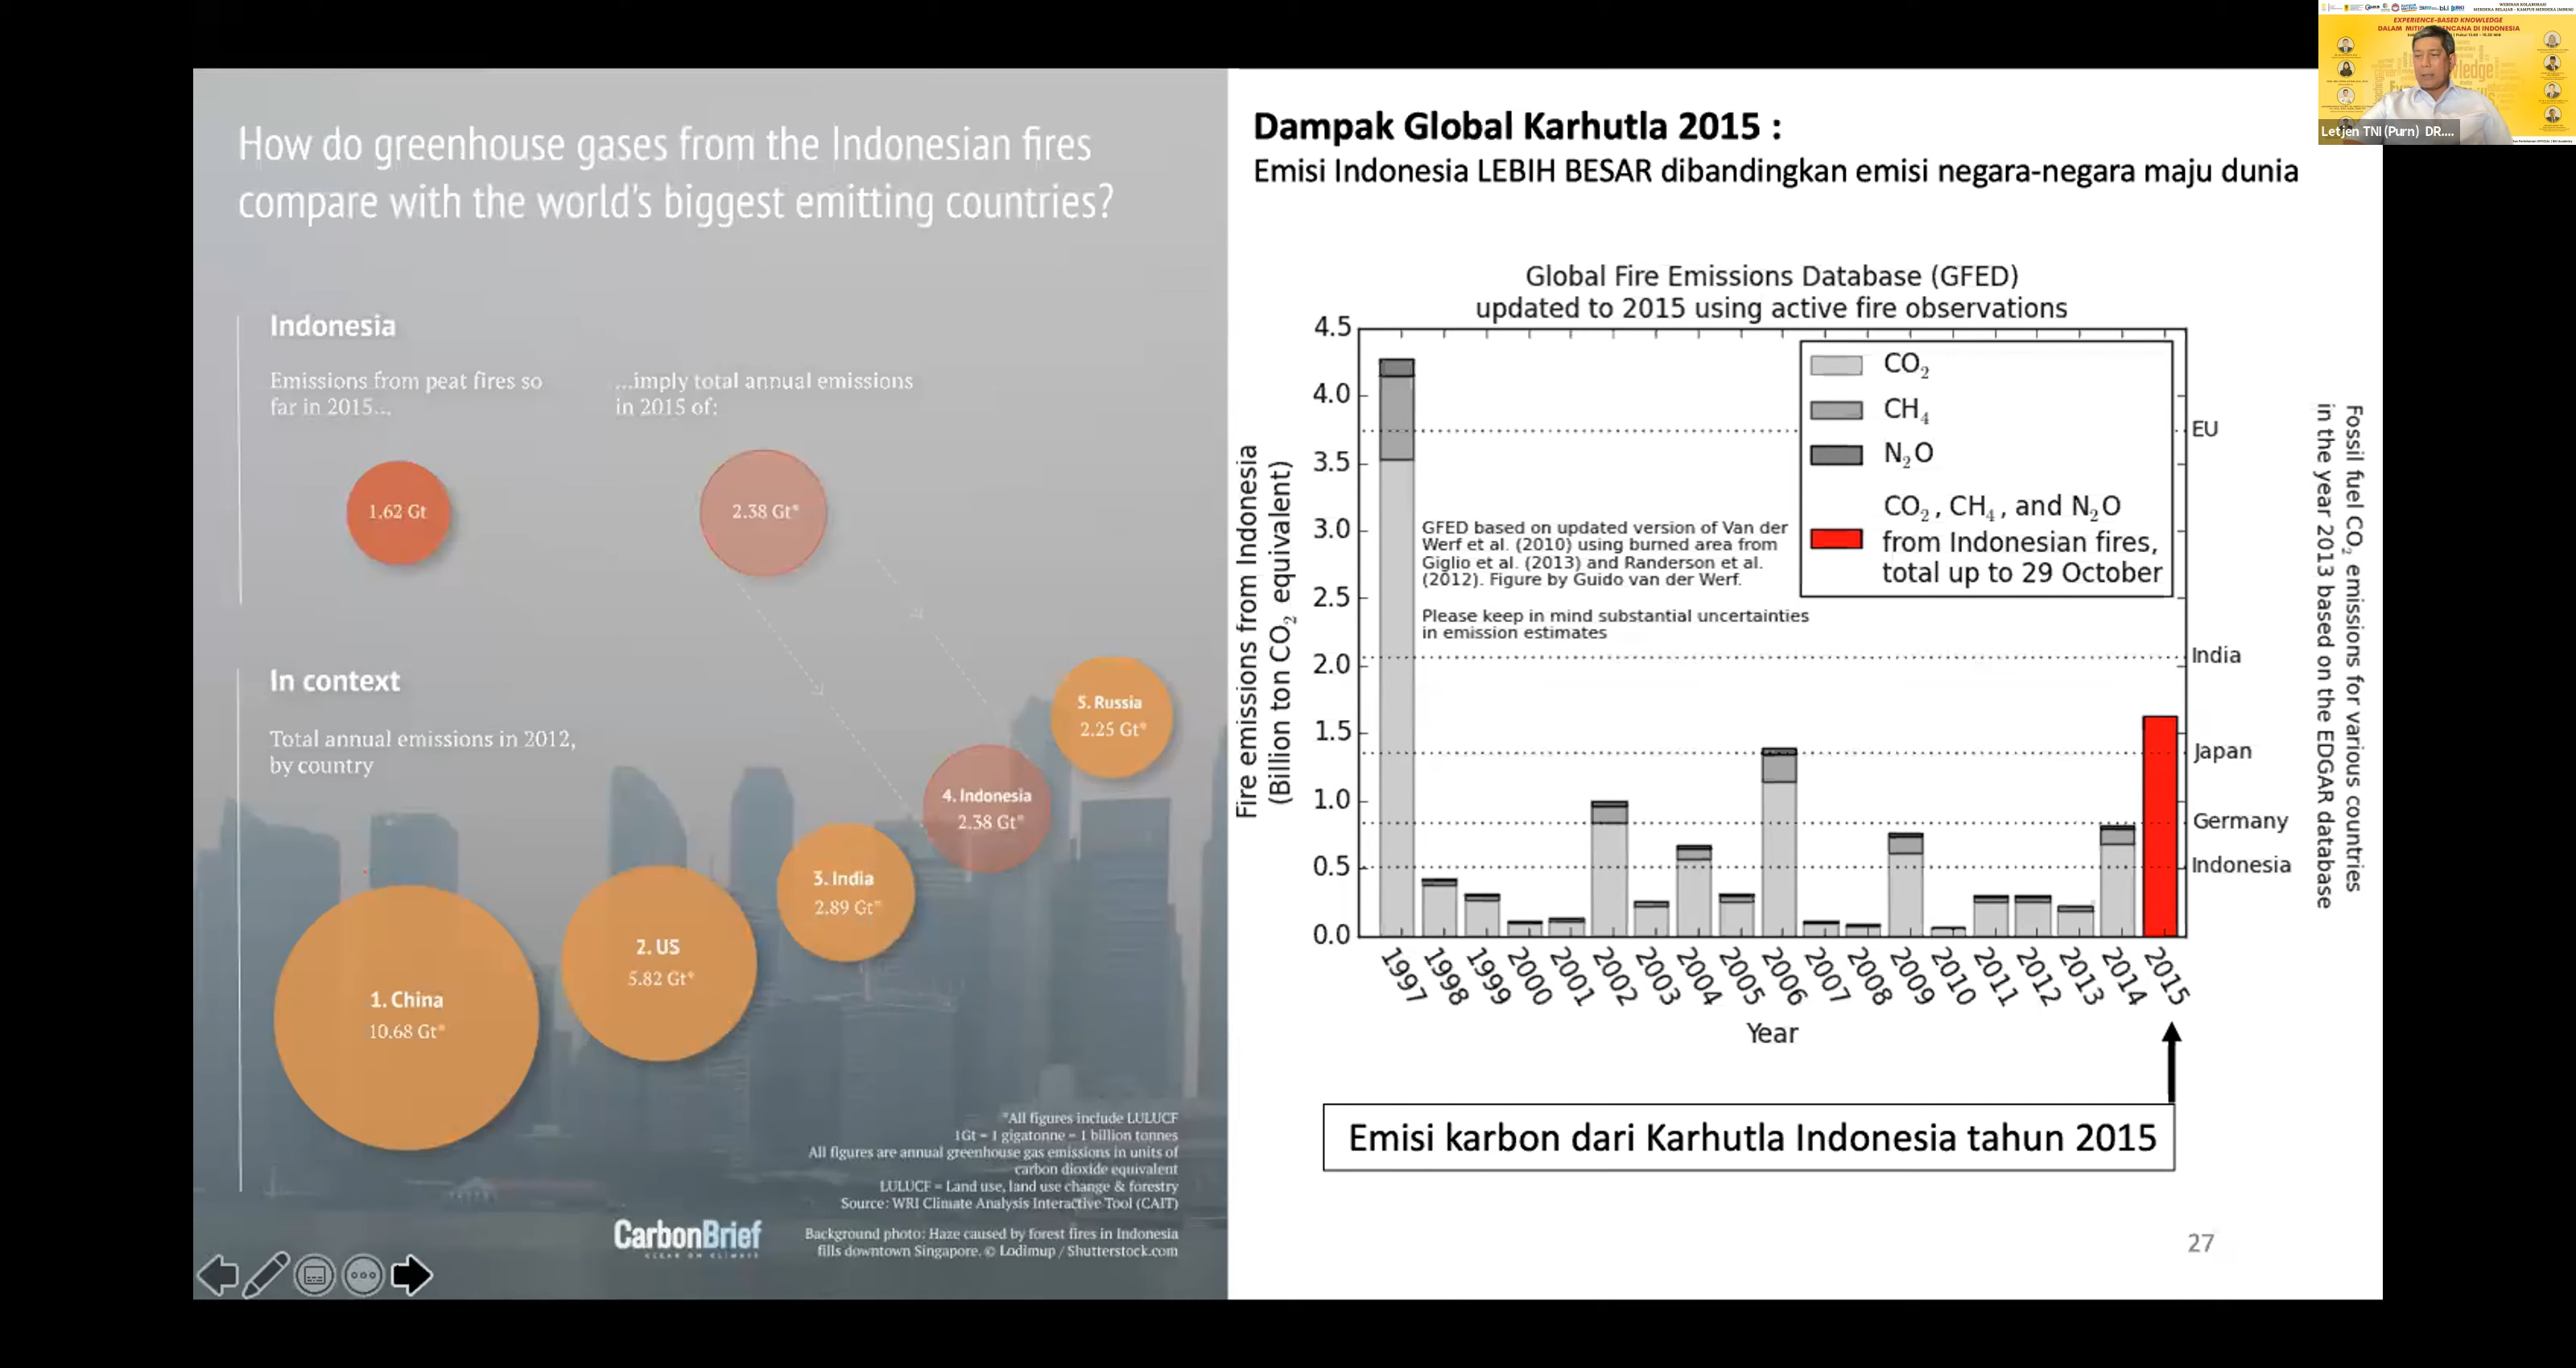 How do greenhouse gases from the Indonesian fires
compare with the world's biggest emitting countries?
Indonesia
Emissions from peat fires so
far in 2015...
...imply total annual emissions
in 2015 of:
1.62 Gt
2.38 Gt*
In context
Total annual emissions in 2012,
by country
1. China
10.68 Gt*
2. US
5.82 Gt*
3. India
2.89 Gt*
4. Indonesia
2.38 Gt*
5. Russia
2.25 Gt*
*All figures include LULUCF
1Gt = 1 gigatonne = 1 billion tonnes
All figures are annual greenhouse gas emissions in units of
carbon dioxide equivalent
LULUCF = Land use, land use change & forestry
Source: WRI Climate Analysis Interactive Tool (CAIT)
CarbonBrief
CLEAR ON CLIMATE
Background photo: Haze caused by forest fires in Indonesia
fills downtown Singapore. © Lodimup / Shutterstock.com
Dampak Global Karhutla 2015 :
Emisi Indonesia LEBIH BESAR dibandingkan emisi negara-negara maju dunia
Global Fire Emissions Database (GFED)
updated to 2015 using active fire observations
Fire emissions from Indonesia
(Billion ton CO₂ equivalent)
4.5
4.0
3.5
3.0
2.5
2.0
1.5
1.0
0.5
0.0
CO₂
CH₄
N₂O
CO₂, CH₄, and N₂O
from Indonesian fires,
total up to 29 October
GFED based on updated version of Van der
Werf et al. (2010) using burned area from
Giglio et al. (2013) and Randerson et al.
(2012). Figure by Guido van der Werf.
Please keep in mind substantial uncertainties
in emission estimates
EU
India
Japan
Germany
Indonesia
Fossil fuel CO₂ emissions for various countries
in the year 2013 based on the EDGAR database
1997 1998 1999 2000 2001 2002 2003 2004 2005 2006 2007 2008 2009 2010 2011 2012 2013 2014 2015
Year
Emisi karbon dari Karhutla Indonesia tahun 2015
27
WEBINAR KOLABORASI
MERDEKA BELAJAR - KAMPUS MERDEKA (MBKM)
EXPERIENCE-BASED KNOWLEDGE
DALAM
DI INDONESIA
Letjen TNI (Purn) DR....